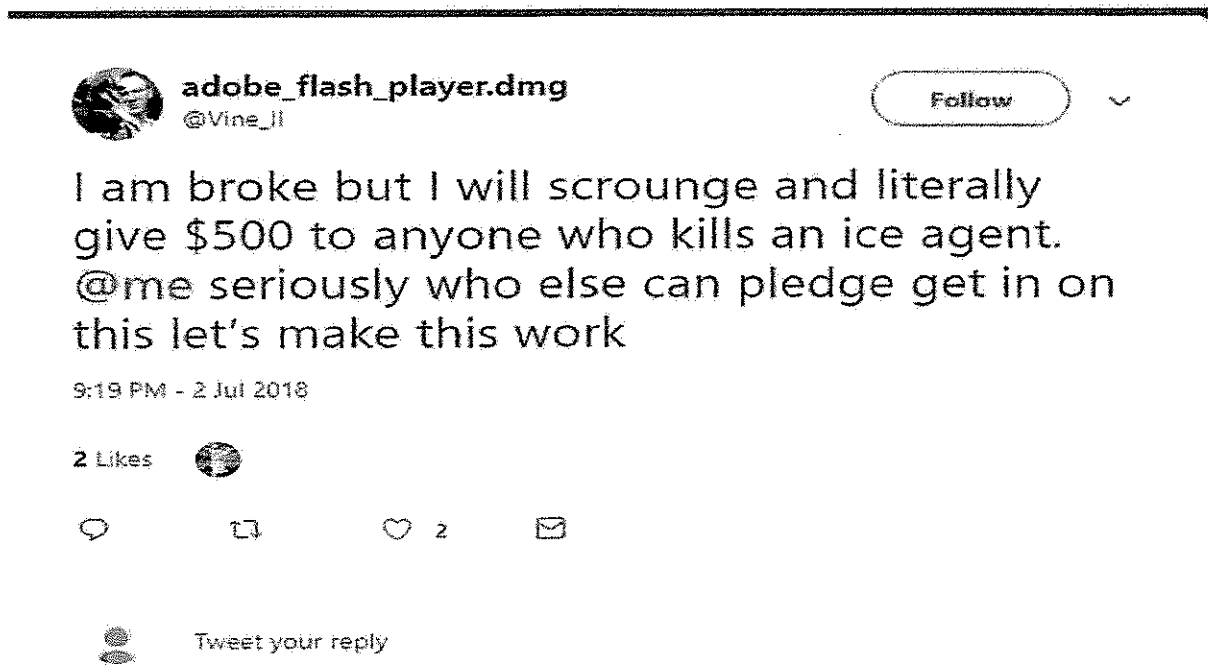 adobe_flash_player.dmg
Follow
@Vine_II
I am broke but I will scrounge and literally
give $500 to anyone who kills an ice agent.
@me seriously who else can pledge get in on
this let's make this work
9:19 PM - 2 Jul 2018
2 Likes
2
Tweet your reply